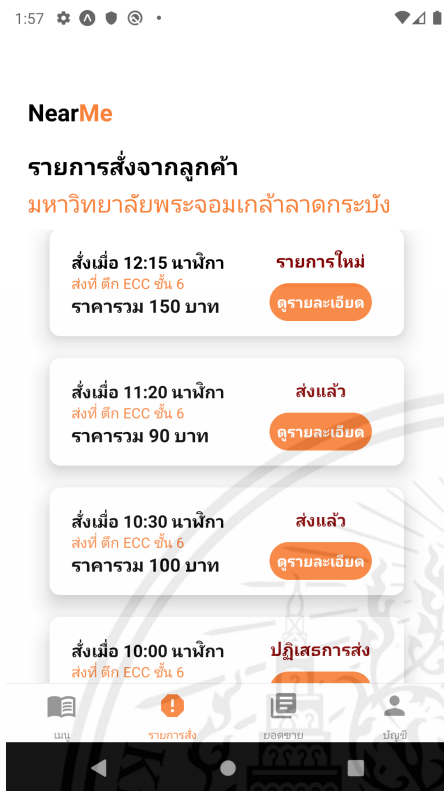 1:57
NearMe
รายการสั่งจากลูกค้า
มหาวิทยาลัยพระจอมเกล้าลาดกระบัง
สั่งเมื่อ 12:15 นาฬิกา
รายการใหม่
ส่งที่ ตึก ECC ชั้น 6
ราคารวม 150 บาท
ดูรายละเอียด
สั่งเมื่อ 11:20 นาฬิกา
ส่งแล้ว
ส่งที่ ตึก ECC ชั้น 6
ราคารวม 90 บาท
ดูรายละเอียด
สั่งเมื่อ 10:30 นาฬิกา
ส่งแล้ว
ส่งที่ ตึก ECC ชั้น 6
ราคารวม 100 บาท
ดูรายละเอียด
สั่งเมื่อ 10:00 นาฬิกา
ปฏิเสธการส่ง
ส่งที่ ตึก ECC ชั้น 6
เมนู
รายการสั่ง
ยอดขาย
บัญชี